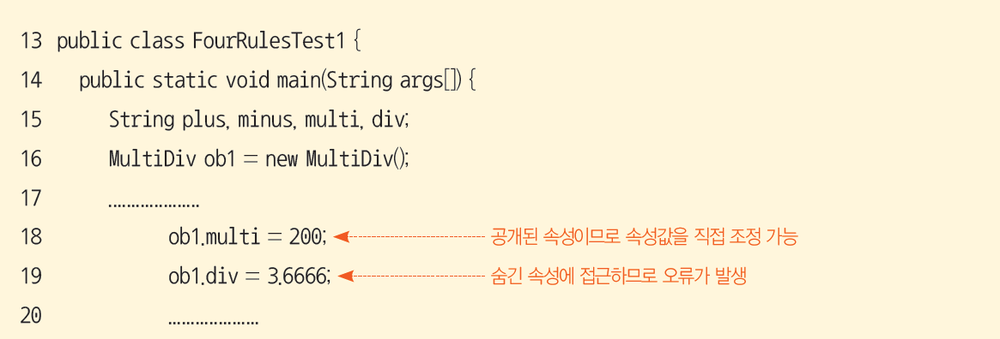 13 public class FourRulesTest1 {
14 public static void main(String args[]) {
15 String plus, minus, multi, div;
16 MultiDiv ob1 = new MultiDiv();
17 ....................
18 ob1.multi = 200; 공개된 속성이므로 속성값을 직접 조정 가능
19 ob1.div = 3.6666; 숨긴 속성에 접근하므로 오류가 발생
20 ....................